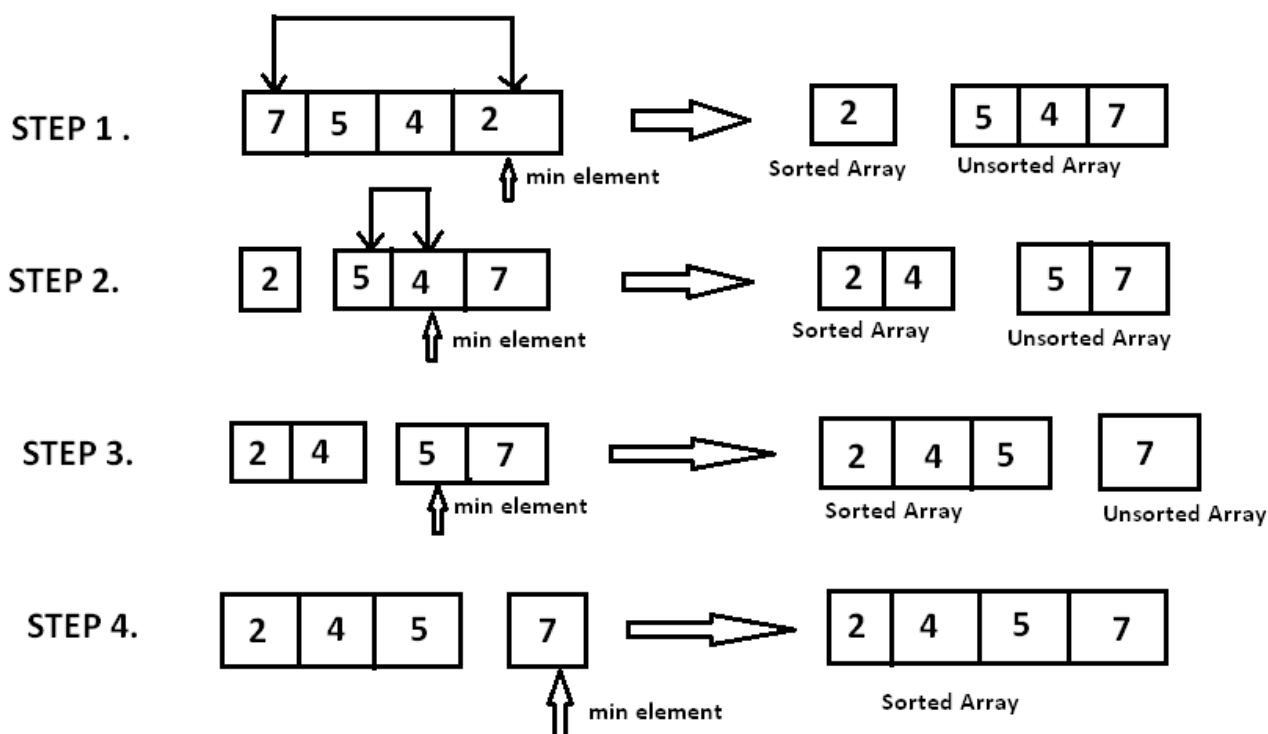 STEP 1 .
7 5 4 2
2
5 4 7
min element
Sorted Array
Unsorted Array
STEP 2.
2
5 4 7
2 4
5 7
min element
Sorted Array
Unsorted Array
STEP 3.
2 4
5 7
2 4 5
7
min element
Sorted Array
Unsorted Array
STEP 4.
2 4 5
7
2 4 5 7
min element
Sorted Array